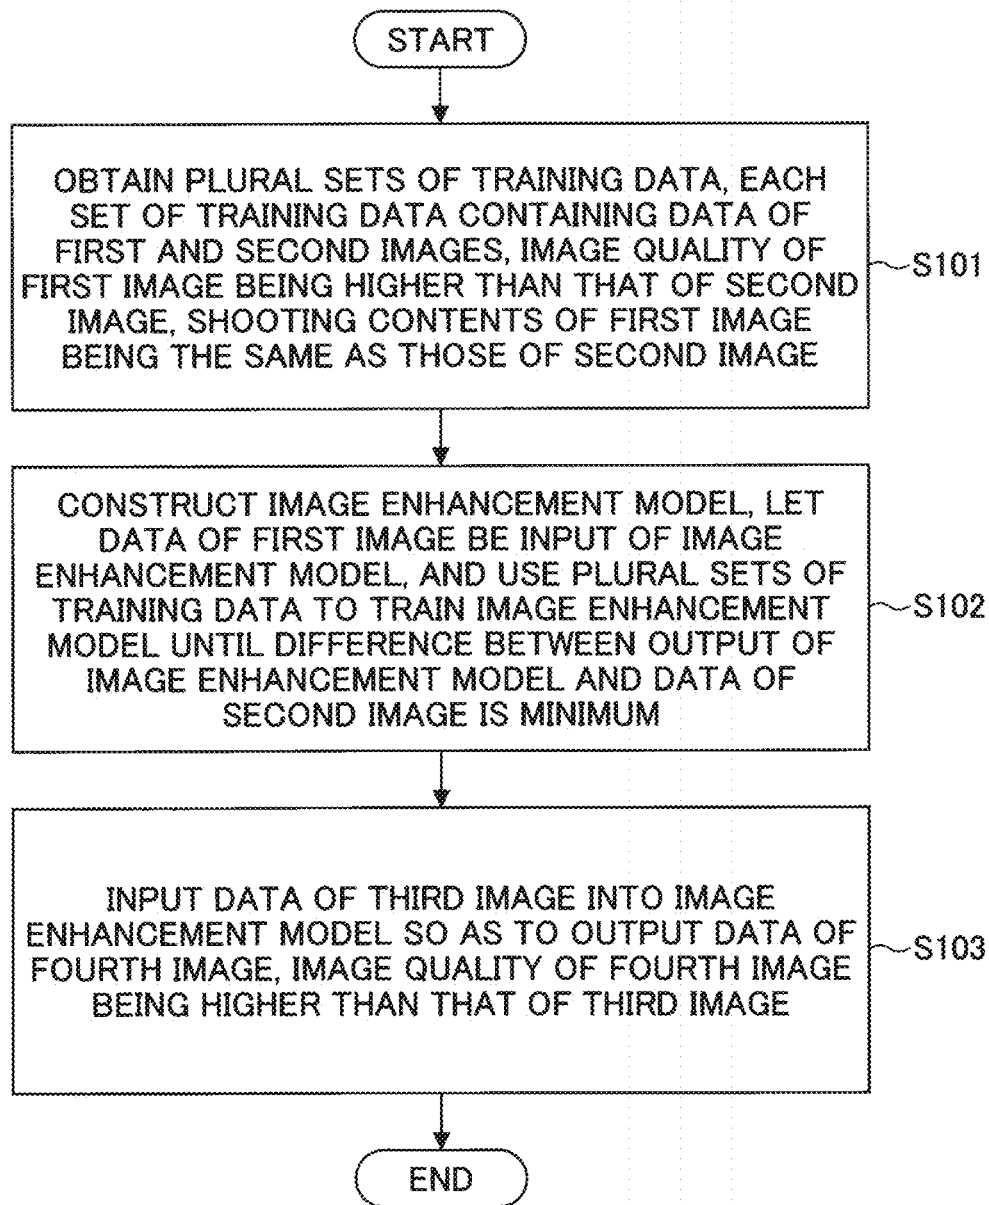 START
OBTAIN PLURAL SETS OF TRAINING DATA, EACH
SET OF TRAINING DATA CONTAINING DATA OF
FIRST AND SECOND IMAGES, IMAGE QUALITY OF
FIRST IMAGE BEING HIGHER THAN THAT OF SECOND
IMAGE, SHOOTING CONTENTS OF FIRST IMAGE
BEING THE SAME AS THOSE OF SECOND IMAGE
S101
CONSTRUCT IMAGE ENHANCEMENT MODEL, LET
DATA OF FIRST IMAGE BE INPUT OF IMAGE
ENHANCEMENT MODEL, AND USE PLURAL SETS OF
TRAINING DATA TO TRAIN IMAGE ENHANCEMENT
MODEL UNTIL DIFFERENCE BETWEEN OUTPUT OF
IMAGE ENHANCEMENT MODEL AND DATA OF
SECOND IMAGE IS MINIMUM
S102
INPUT DATA OF THIRD IMAGE INTO IMAGE
ENHANCEMENT MODEL SO AS TO OUTPUT DATA OF
FOURTH IMAGE, IMAGE QUALITY OF FOURTH IMAGE
BEING HIGHER THAN THAT OF THIRD IMAGE
S103
END